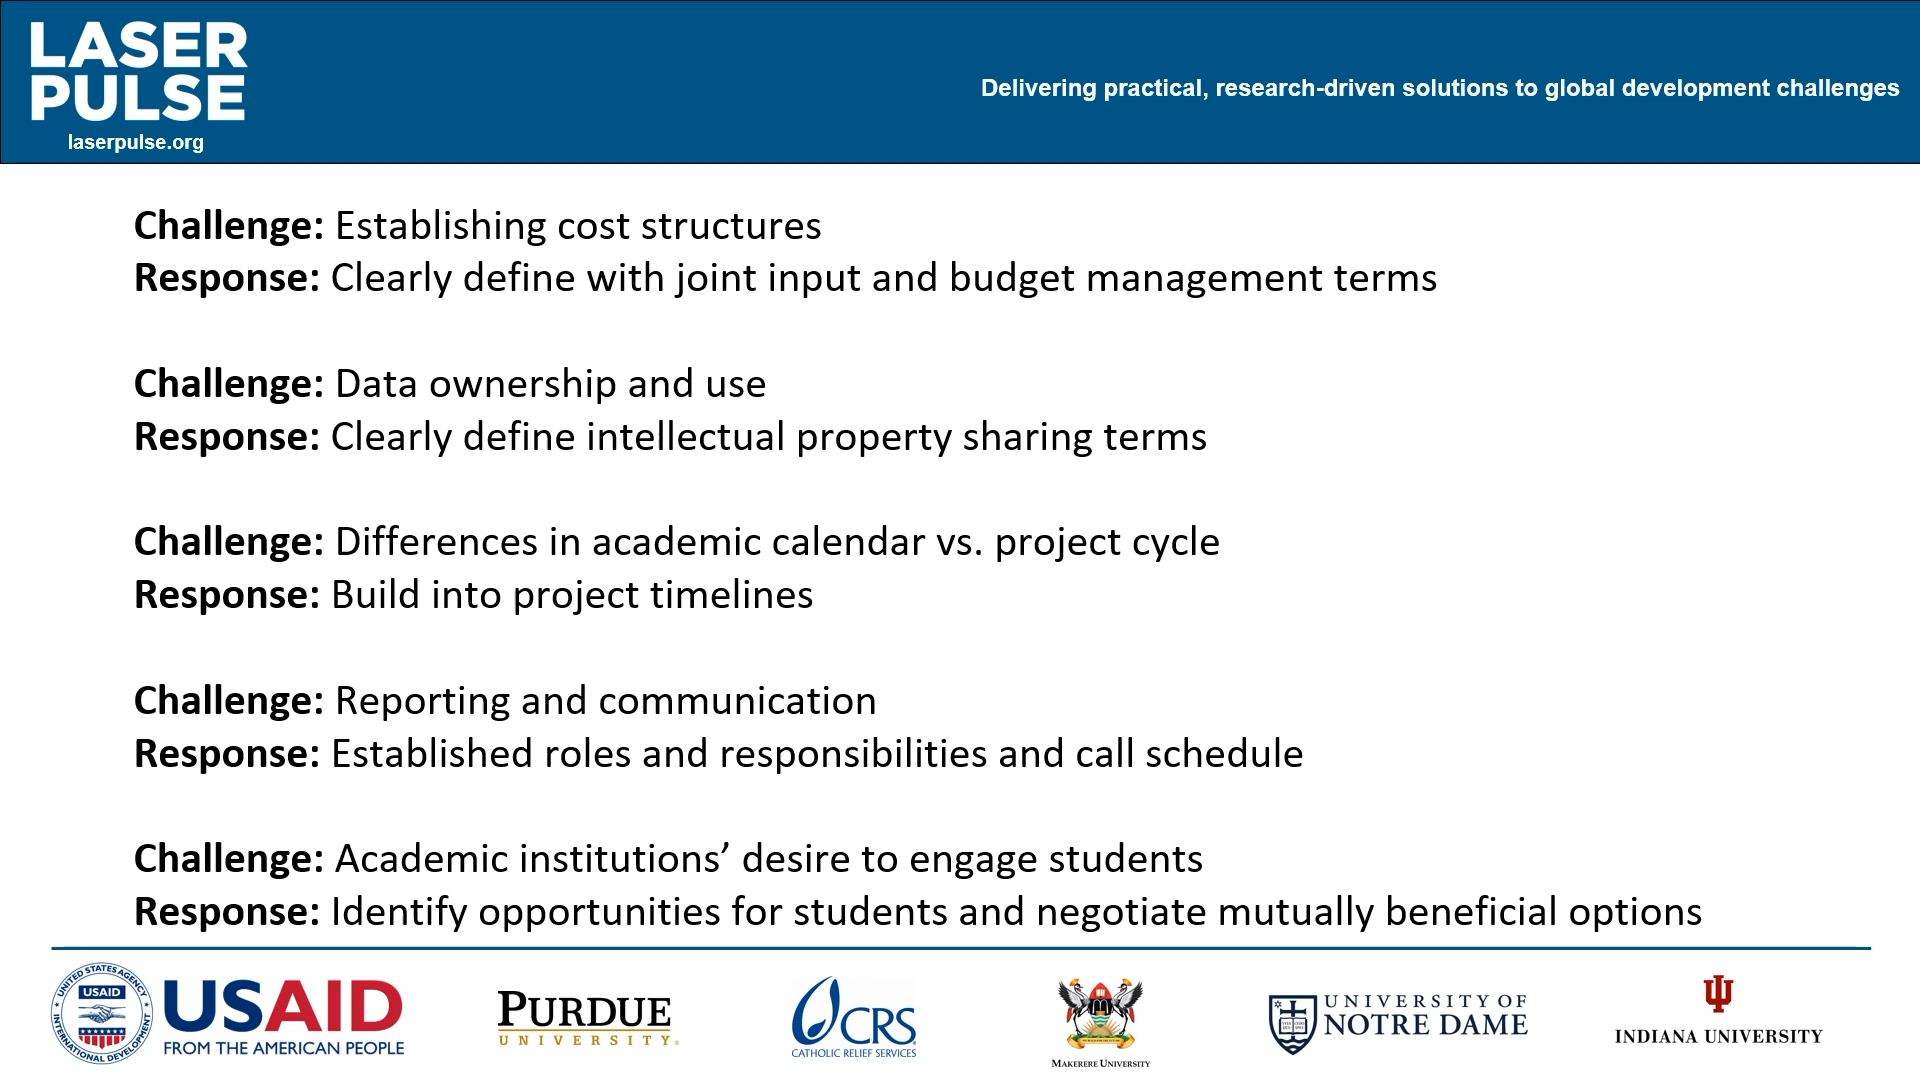 LASER
PULSE
laserpulse.org
Delivering practical, research-driven solutions to global development challenges
Challenge: Establishing cost structures
Response: Clearly define with joint input and budget management terms
Challenge: Data ownership and use
Response: Clearly define intellectual property sharing terms
Challenge: Differences in academic calendar vs. project cycle
Response: Build into project timelines
Challenge: Reporting and communication
Response: Established roles and responsibilities and call schedule
Challenge: Academic institutions’ desire to engage students
Response: Identify opportunities for students and negotiate mutually beneficial options
UNITED STATES AGENCY
USAID
INTERNATIONAL DEVELOPMENT
USAID
FROM THE AMERICAN PEOPLE
PURDUE
UNIVERSITY
CRS
CATHOLIC RELIEF SERVICES
MAKERERE UNIVERSITY
UNIVERSITY OF
NOTRE DAME
INDIANA UNIVERSITY